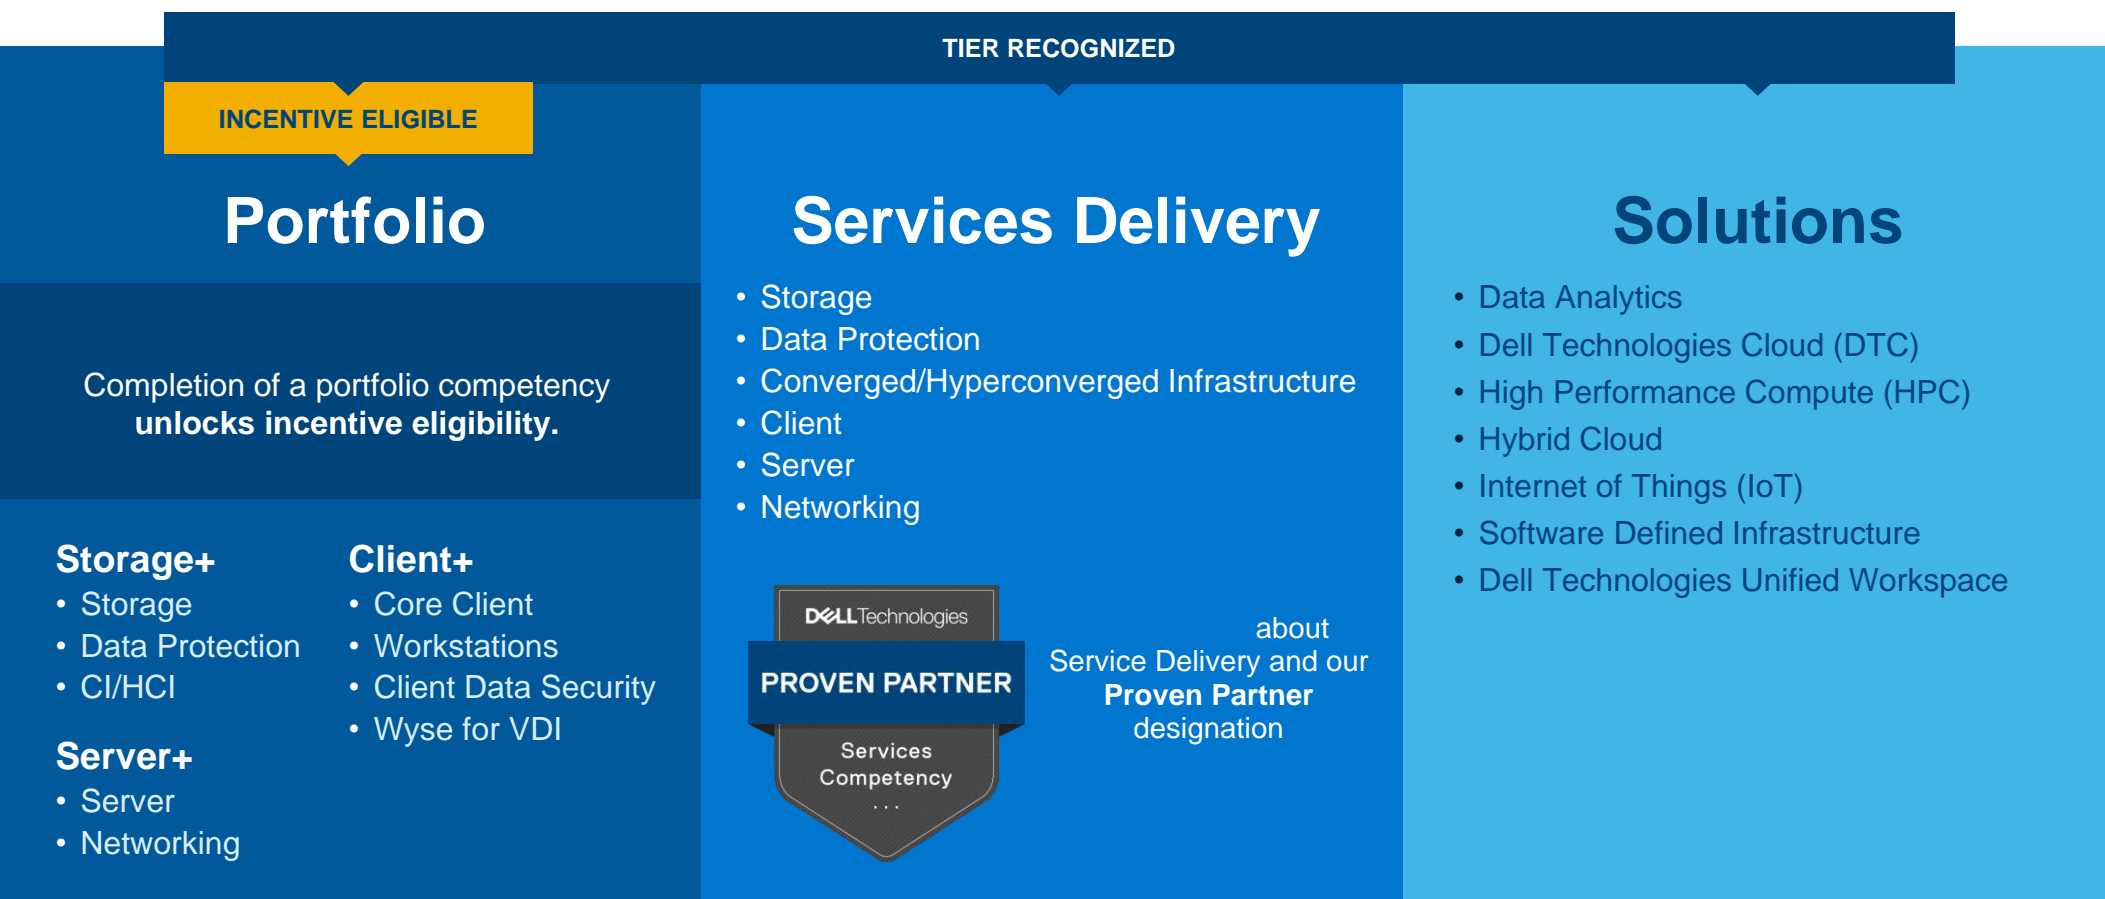 TIER RECOGNIZED
INCENTIVE ELIGIBLE
Portfolio
Completion of a portfolio competency
unlocks incentive eligibility.
Storage+
• Storage
• Data Protection
• CI/HCI
Server+
• Server
• Networking
Client+
• Core Client
• Workstations
• Client Data Security
• Wyse for VDI
Services Delivery
• Storage
• Data Protection
• Converged/Hyperconverged Infrastructure
• Client
• Server
• Networking
DELLTechnologies
PROVEN PARTNER
Services
Competency
...
about
Service Delivery and our
Proven Partner
designation
Solutions
• Data Analytics
• Dell Technologies Cloud (DTC)
• High Performance Compute (HPC)
• Hybrid Cloud
• Internet of Things (IoT)
• Software Defined Infrastructure
• Dell Technologies Unified Workspace